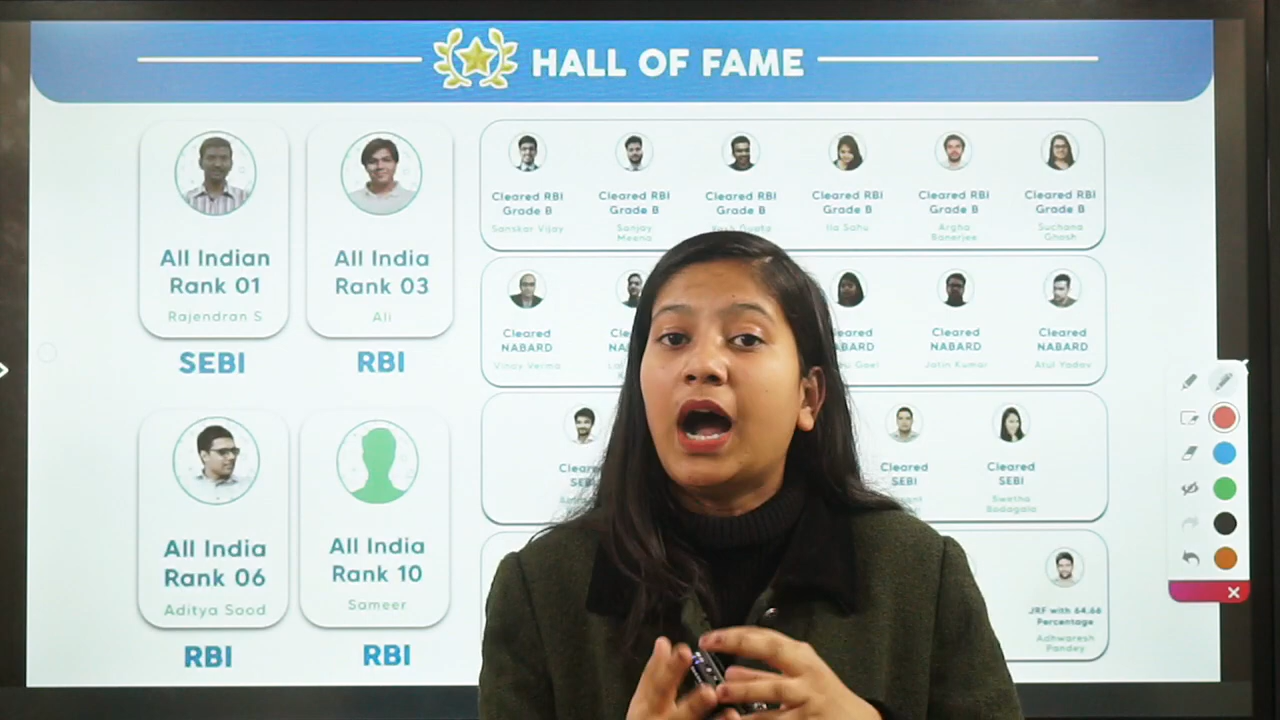 HALL OF FAME
All Indian
Rank 01
Rajendran S
SEBI
All India
Rank 03
Ali
RBI
All India
Rank 06
Aditya Sood
RBI
All India
Rank 10
Sameer
RBI
Cleared RBI
Grade B
Sanskar Vijay
Cleared RBI
Grade B
Sanjay
Meena
Cleared RBI
Grade B
Yash Gupta
Cleared RBI
Grade B
Ila Sahu
Cleared RBI
Grade B
Argha
Banerjee
Cleared RBI
Grade B
Suchana
Ghosh
Cleared
NABARD
Vinay Verma
Cleared
NABARD
Jatin Kumar
Cleared
NABARD
Atul Yadav
Cleared
SEBI
Cleared
SEBI
Swetha
Bodagala
JRF with 64.66
Percentage
Adhwaresh
Pandey